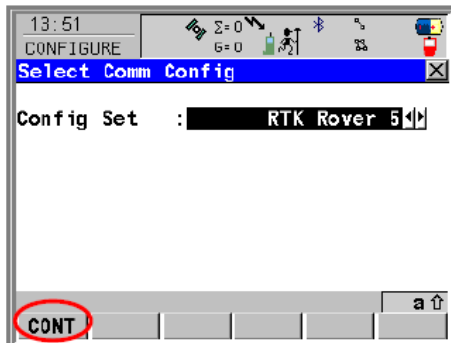 13:51
CONFIGURE
Σ=0
G=0
Select Comm Config
Config Set : RTK Rover 5
a⇧
CONT